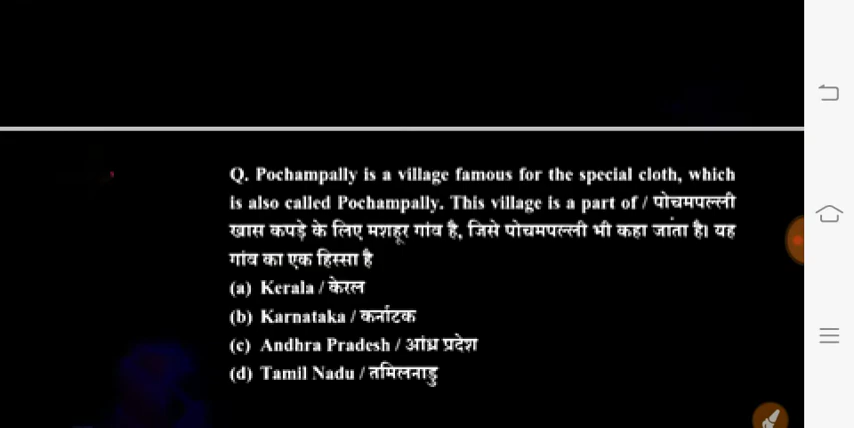 Q. Pochampally is a village famous for the special cloth, which
is also called Pochampally. This village is a part of / पोचमपल्ली
खास कपड़े के लिए मशहूर गांव है, जिसे पोचमपल्ली भी कहा जाता है। यह
गांव का एक हिस्सा है
(a) Kerala / केरल
(b) Karnataka / कर्नाटक
(c) Andhra Pradesh / आंध्र प्रदेश
(d) Tamil Nadu / तमिलनाडु